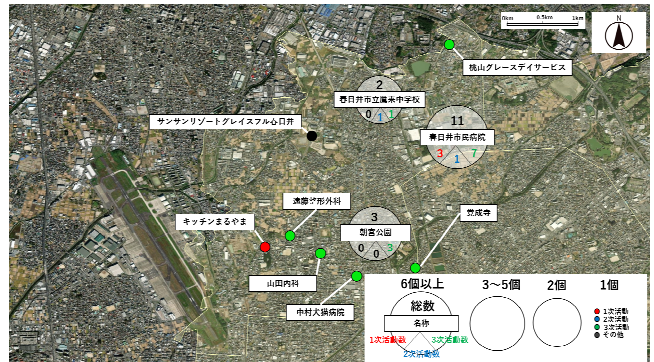 0km 0.5km 1km
N
桃山グレースデイサービス
2
春日井市立鷹来中学校
0 1 1
サンサンリゾートグレイスフル春日井
11
春日井市民病院
3 1 7
遠藤整形外科
覚成寺
キッチンまるやま
3
朝宮公園
0 0 3
山田内科
中村犬猫病院
6個以上 3〜5個 2個 1個
総数
名称
1次活動数 3次活動数
2次活動数
1次活動
2次活動
3次活動
その他